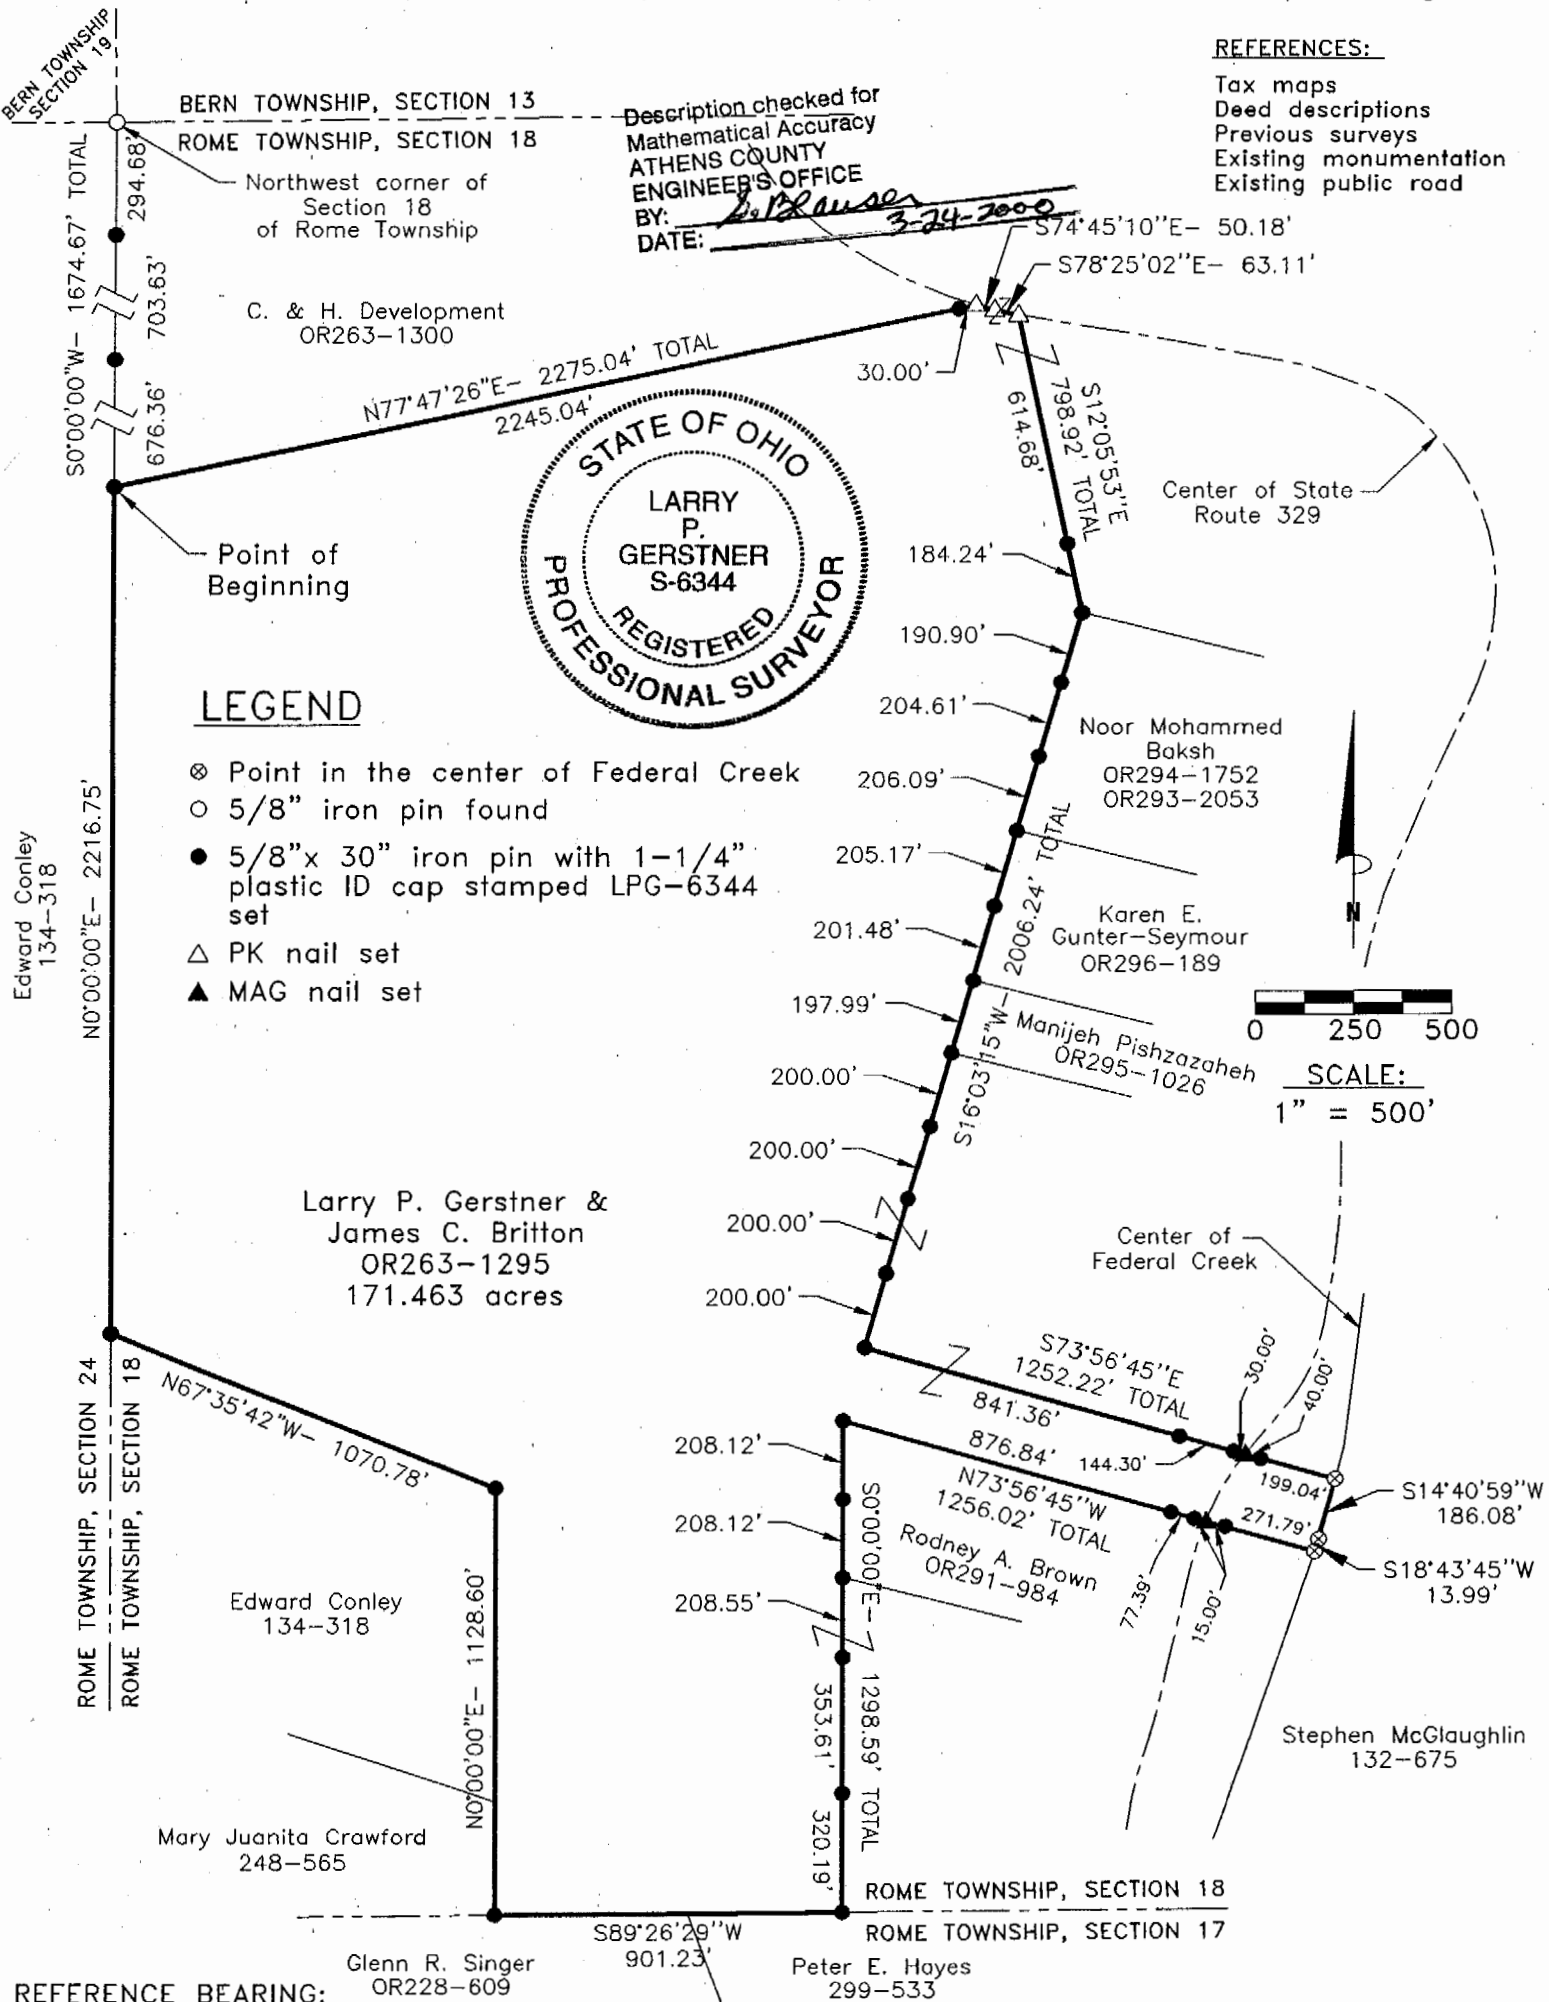 BERN TOWNSHIP
SECTION 19
BERN TOWNSHIP, SECTION 13
ROME TOWNSHIP, SECTION 18
Northwest corner of
Section 18
of Rome Township
Description checked for
Mathematical Accuracy
ATHENS COUNTY
ENGINEER'S OFFICE
BY:
DATE: 3-24-2000
REFERENCES:
Tax maps
Deed descriptions
Previous surveys
Existing monumentation
Existing public road
S0°00'00"W- 1674.67' TOTAL
294.68'
703.63'
676.36'
C. & H. Development
OR263-1300
N77°47'26"E- 2275.04' TOTAL
2245.04'
30.00'
S74°45'10"E- 50.18'
S78°25'02"E- 63.11'
S12°05'53"E
798.92' TOTAL
614.68'
184.24'
Center of State
Route 329
Point of
Beginning
STATE OF OHIO
LARRY
P.
GERSTNER
S-6344
REGISTERED
PROFESSIONAL SURVEYOR
LEGEND
Point in the center of Federal Creek
5/8" iron pin found
5/8"x 30" iron pin with 1-1/4"
plastic ID cap stamped LPG-6344
set
PK nail set
MAG nail set
Edward Conley
134-318
N0°00'00"E- 2216.75'
190.90'
204.61'
206.09'
205.17'
201.48'
197.99'
200.00'
200.00'
200.00'
200.00'
S16°03'15"W- 2006.24' TOTAL
Noor Mohammed
Baksh
OR294-1752
OR293-2053
Karen E.
Gunter-Seymour
OR296-189
Manijeh Pishzazaheh
OR295-1026
N
0 250 500
SCALE:
1" = 500'
Larry P. Gerstner &
James C. Britton
OR263-1295
171.463 acres
Center of
Federal Creek
S73°56'45"E
1252.22' TOTAL
841.36'
144.30'
30.00'
40.00'
199.04'
S14°40'59"W
186.08'
S18°43'45"W
13.99'
876.84'
N73°56'45"W
1256.02' TOTAL
77.39'
15.00'
271.79'
Rodney A. Brown
OR291-984
ROME TOWNSHIP, SECTION 24
ROME TOWNSHIP, SECTION 18
N67°35'42"W- 1070.78'
Edward Conley
134-318
N0°00'00"E- 1128.60'
208.12'
208.12'
208.55'
353.61'
320.19'
S0°00'00"E- 1298.59' TOTAL
Stephen McGlaughlin
132-675
Mary Juanita Crawford
248-565
ROME TOWNSHIP, SECTION 18
ROME TOWNSHIP, SECTION 17
S89°26'29"W
901.23'
Glenn R. Singer
OR228-609
Peter E. Hayes
299-533
REFERENCE BEARING: